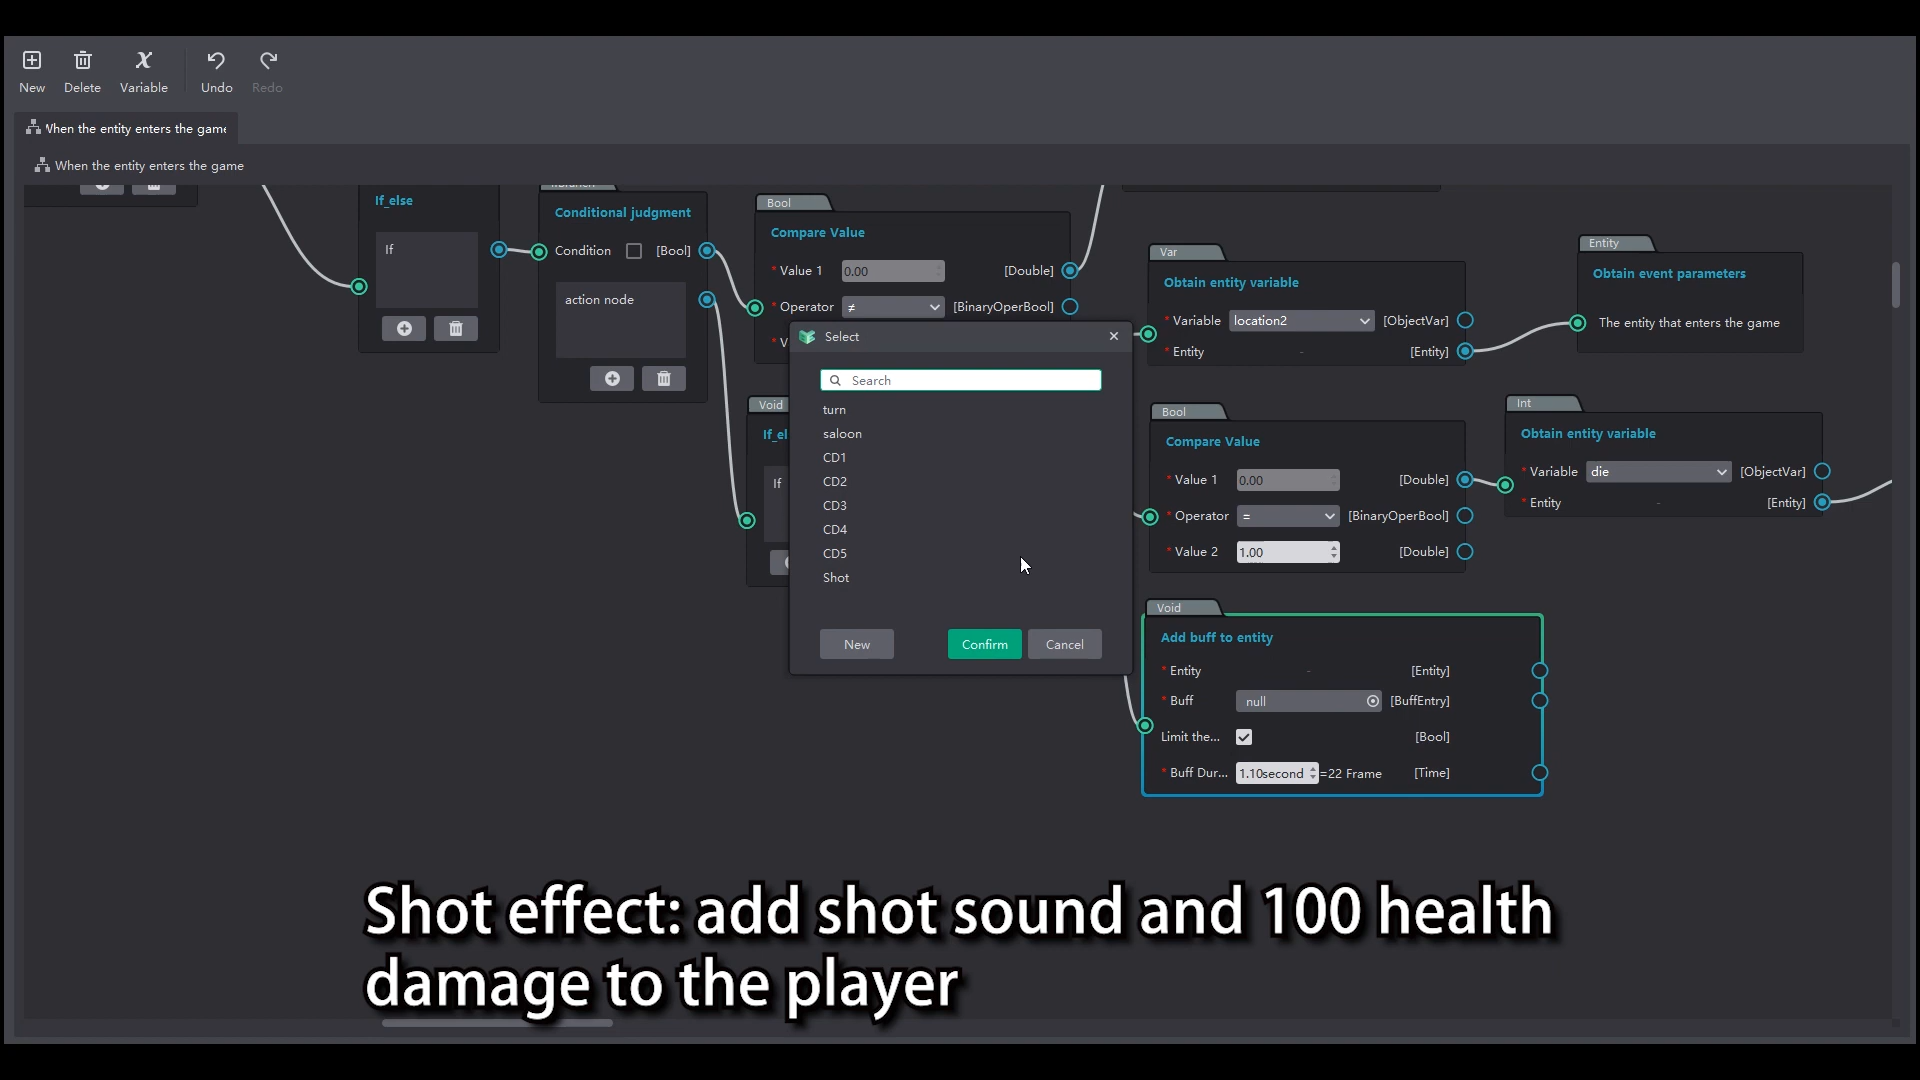 New
Delete
Variable
Undo
Redo
When the entity enters the game
When the entity enters the game
If_else
If
Conditional judgment
Condition
[Bool]
action node
Bool
Compare Value
* Value 1 0.00 [Double]
* Operator ≠ [BinaryOperBool]
* V
Void
If_el
If
Select
Search
turn
saloon
CD1
CD2
CD3
CD4
CD5
Shot
New
Confirm
Cancel
Var
Obtain entity variable
* Variable location2 [ObjectVar]
* Entity - [Entity]
Entity
Obtain event parameters
The entity that enters the game
Bool
Compare Value
* Value 1 0.00 [Double]
* Operator = [BinaryOperBool]
* Value 2 1.00 [Double]
Int
Obtain entity variable
* Variable die [ObjectVar]
* Entity - [Entity]
Void
Add buff to entity
* Entity - [Entity]
* Buff null [BuffEntry]
Limit the... [Bool]
* Buff Dur... 1.10second =22 Frame [Time]
Shot effect: add shot sound and 100 health
damage to the player